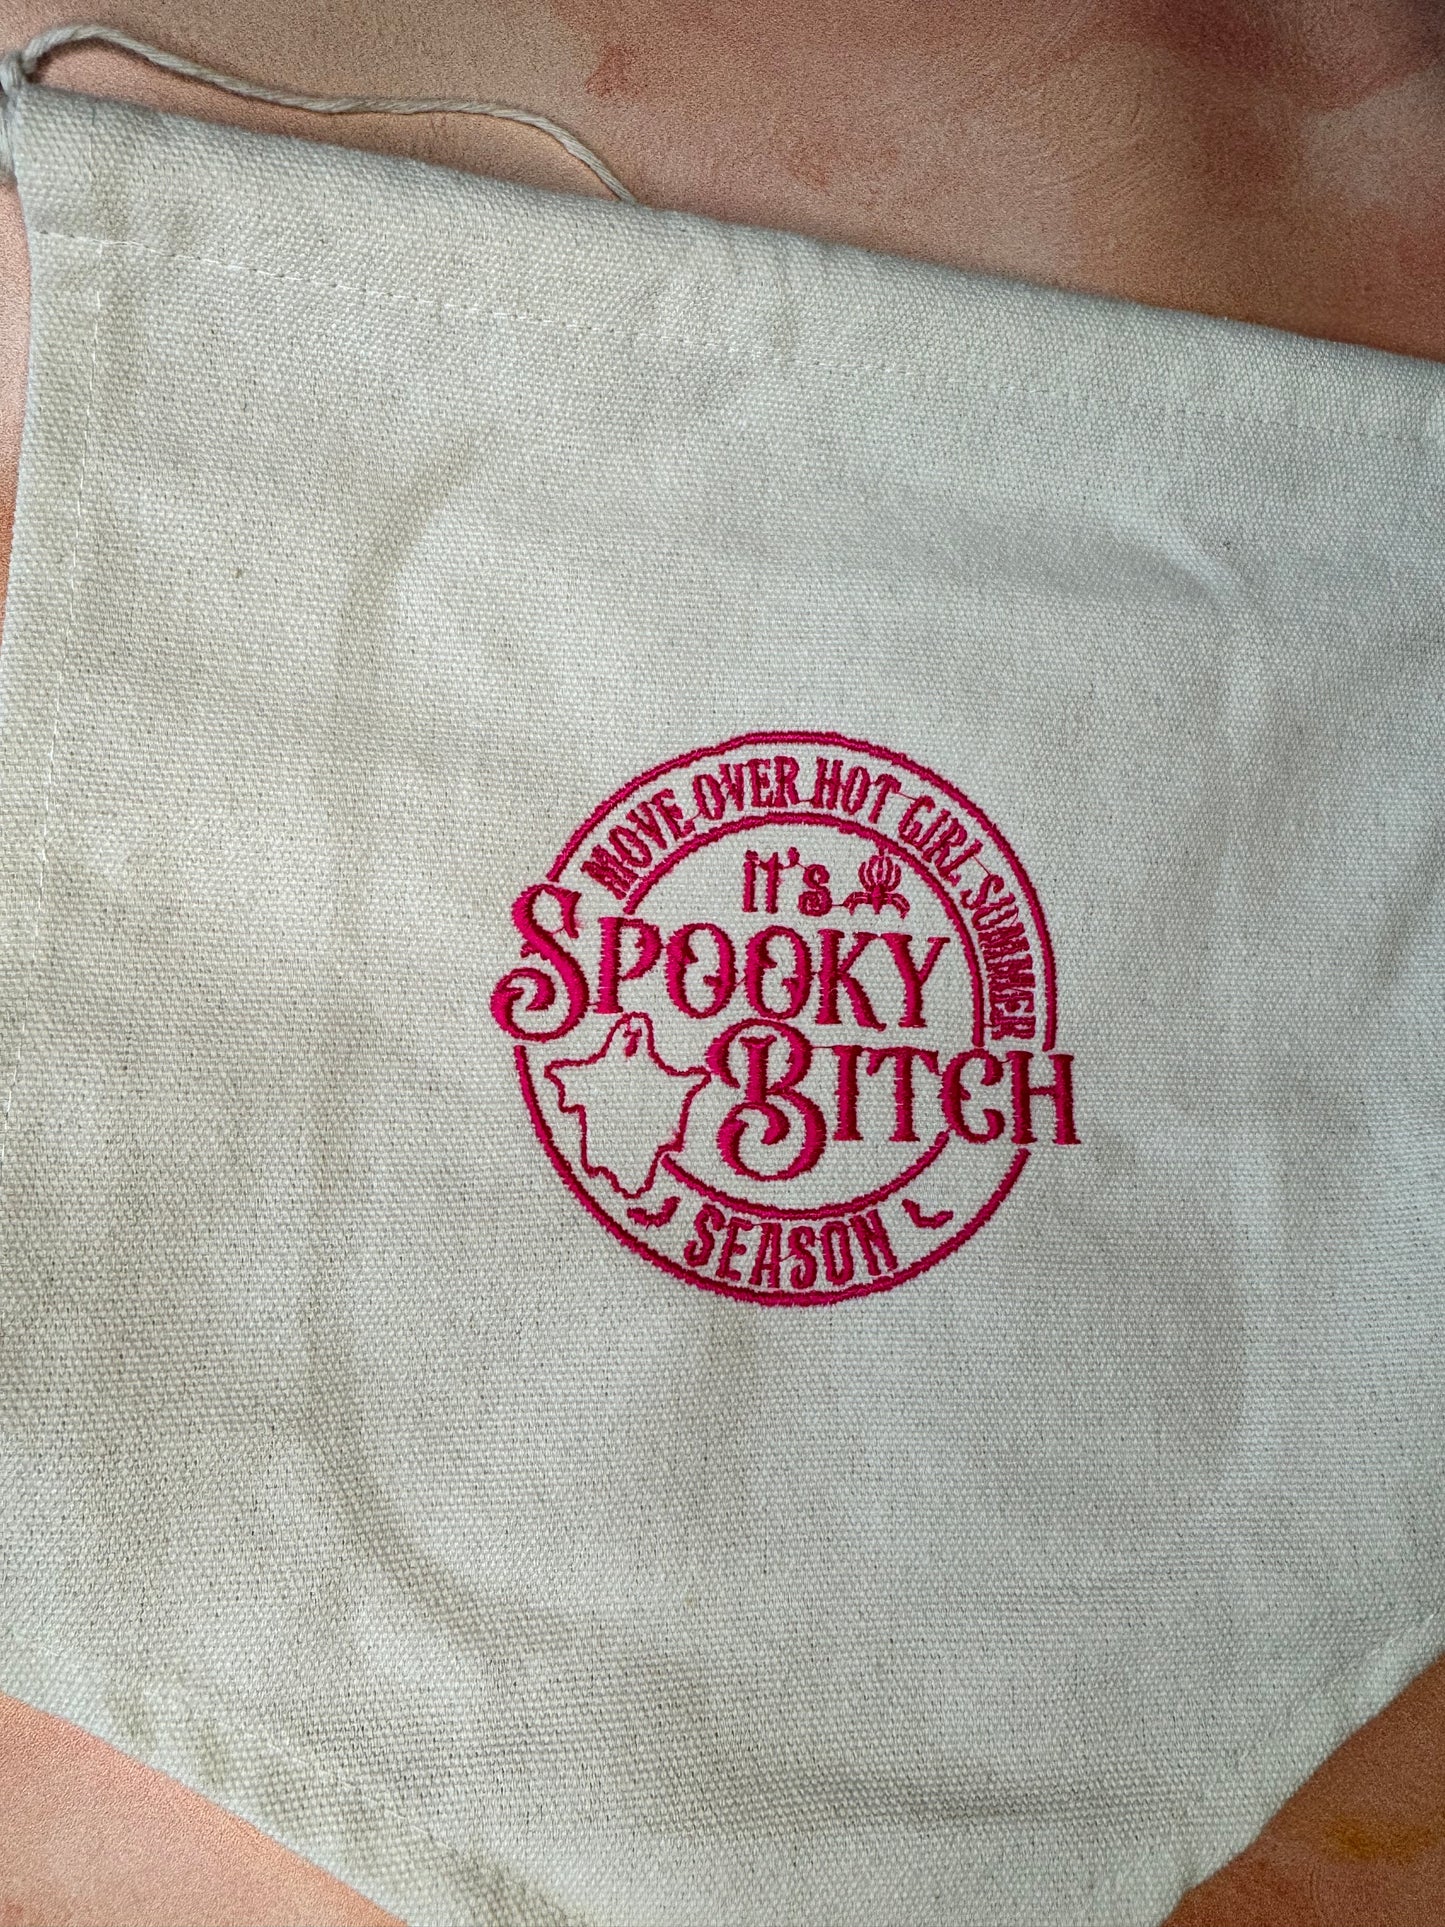 MOVE OVER HOT GIRL SUMMER
it's
SPOOKY
BITCH
SEASON